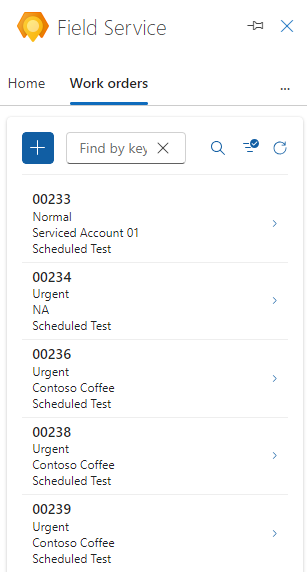 Field Service
Home Work orders ...
Find by key
00233
Normal
Serviced Account 01
Scheduled Test
00234
Urgent
NA
Scheduled Test
00236
Urgent
Contoso Coffee
Scheduled Test
00238
Urgent
Contoso Coffee
Scheduled Test
00239
Urgent
Contoso Coffee
Scheduled Test